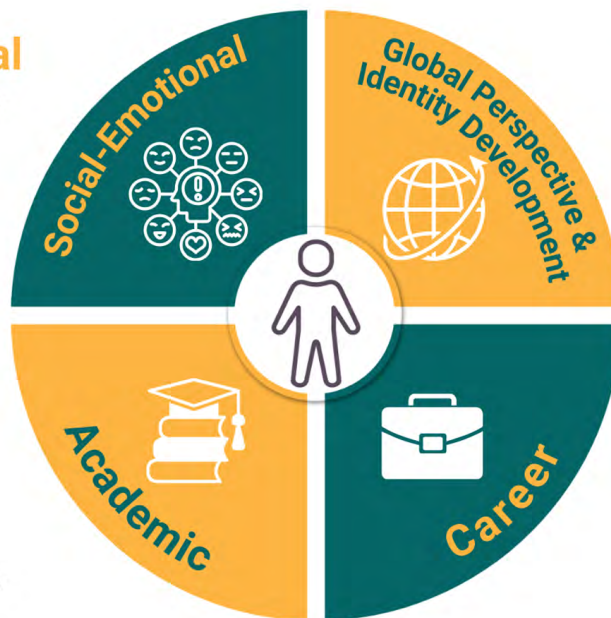 al
Social-Emotional
Global Perspective &
Identity Development
Academic
Career